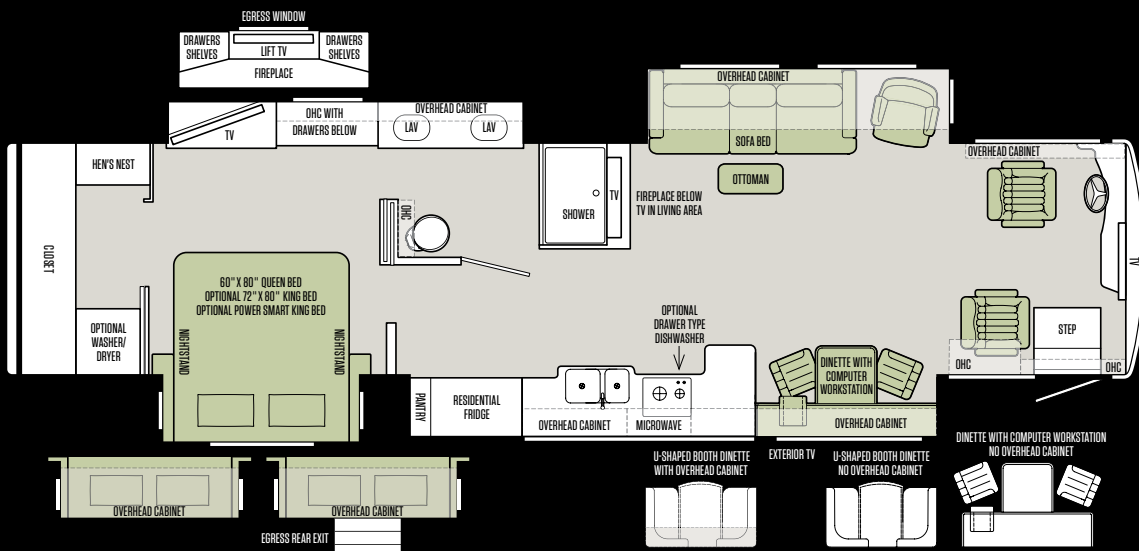 EGRESS WINDOW
DRAWERS
SHELVES
LIFT TV
DRAWERS
SHELVES
FIREPLACE
TV
OHC WITH
DRAWERS BELOW
OVERHEAD CABINET
LAV
LAV
OVERHEAD CABINET
SOFA BED
OVERHEAD CABINET
HEN'S NEST
OHC
SHOWER
TV
FIREPLACE BELOW
TV IN LIVING AREA
OTTOMAN
CLOSET
TV
60" X 80" QUEEN BED
OPTIONAL 72" X 80" KING BED
OPTIONAL POWER SMART KING BED
OPTIONAL
WASHER/
DRYER
NIGHTSTAND
NIGHTSTAND
OPTIONAL
DRAWER TYPE
DISHWASHER
STEP
OHC
OHC
DINETTE WITH
COMPUTER
WORKSTATION
PANTRY
RESIDENTIAL
FRIDGE
OVERHEAD CABINET
MICROWAVE
OVERHEAD CABINET
EXTERIOR TV
U-SHAPED BOOTH DINETTE
WITH OVERHEAD CABINET
U-SHAPED BOOTH DINETTE
NO OVERHEAD CABINET
DINETTE WITH COMPUTER WORKSTATION
NO OVERHEAD CABINET
OVERHEAD CABINET
OVERHEAD CABINET
EGRESS REAR EXIT